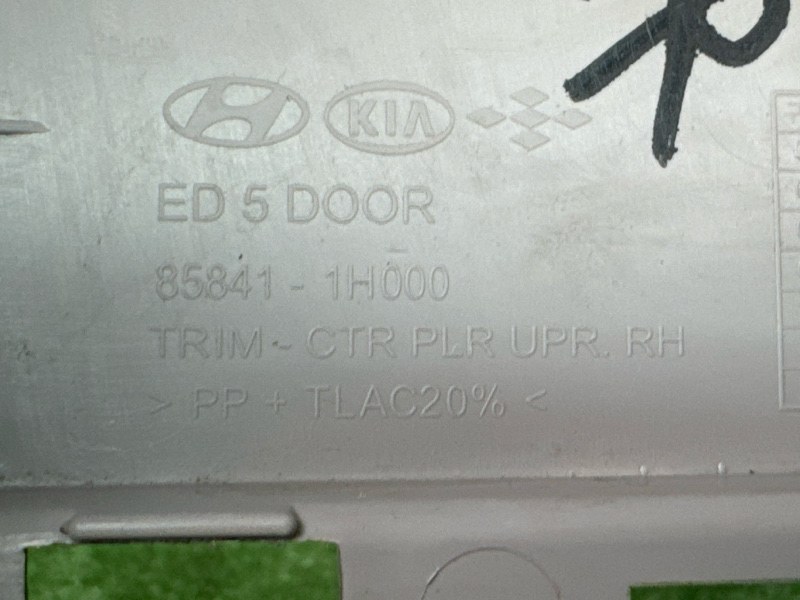 KIA
ED 5 DOOR
85841 - 1H000
TRIM - CTR PLR UPR. RH
> PP + TLAC20% <